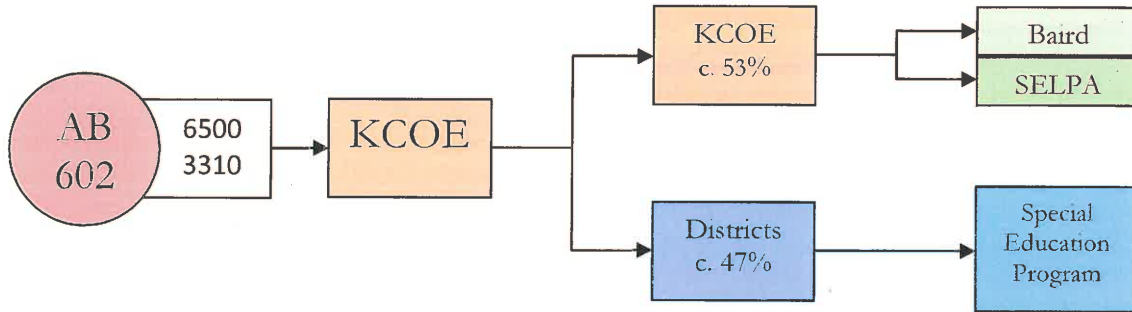 AB
602
6500
3310
KCOE
KCOE
c. 53%
Baird
SELPA
Districts
c. 47%
Special
Education
Program